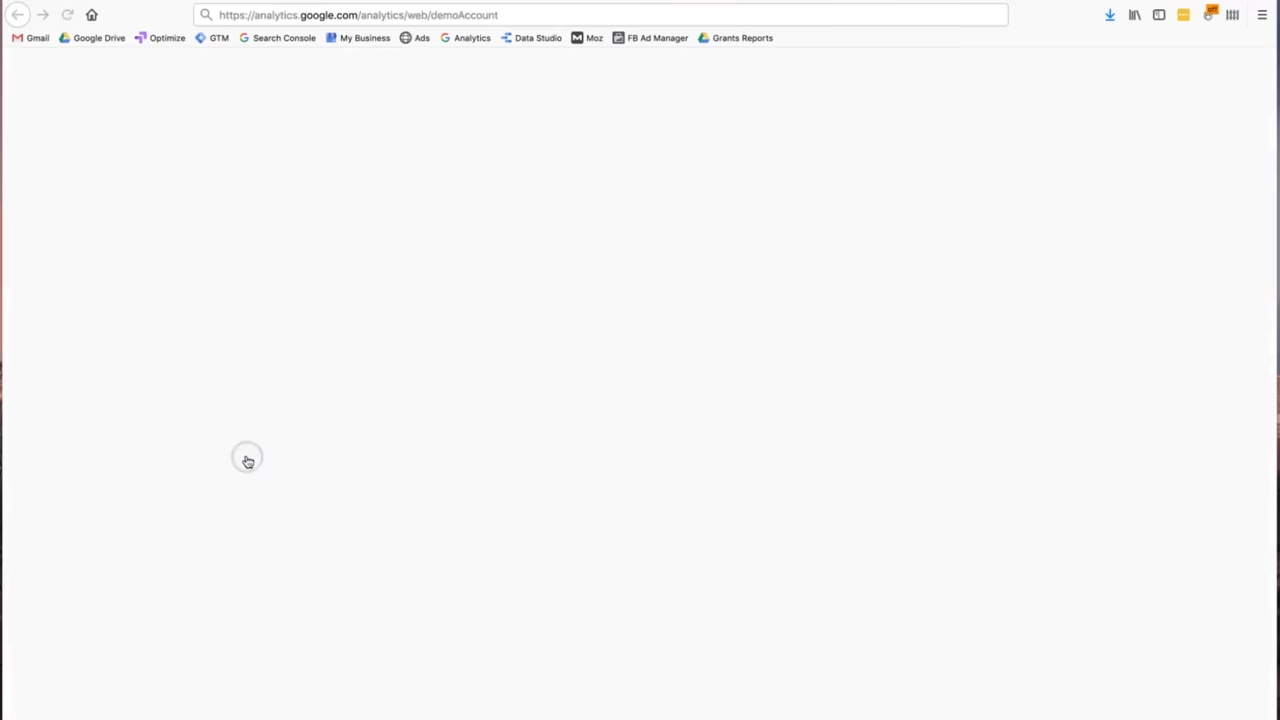 https://analytics.google.com/analytics/web/demoAccount
off
Gmail Google Drive Optimize GTM Search Console My Business Ads Analytics Data Studio Moz FB Ad Manager Grants Reports